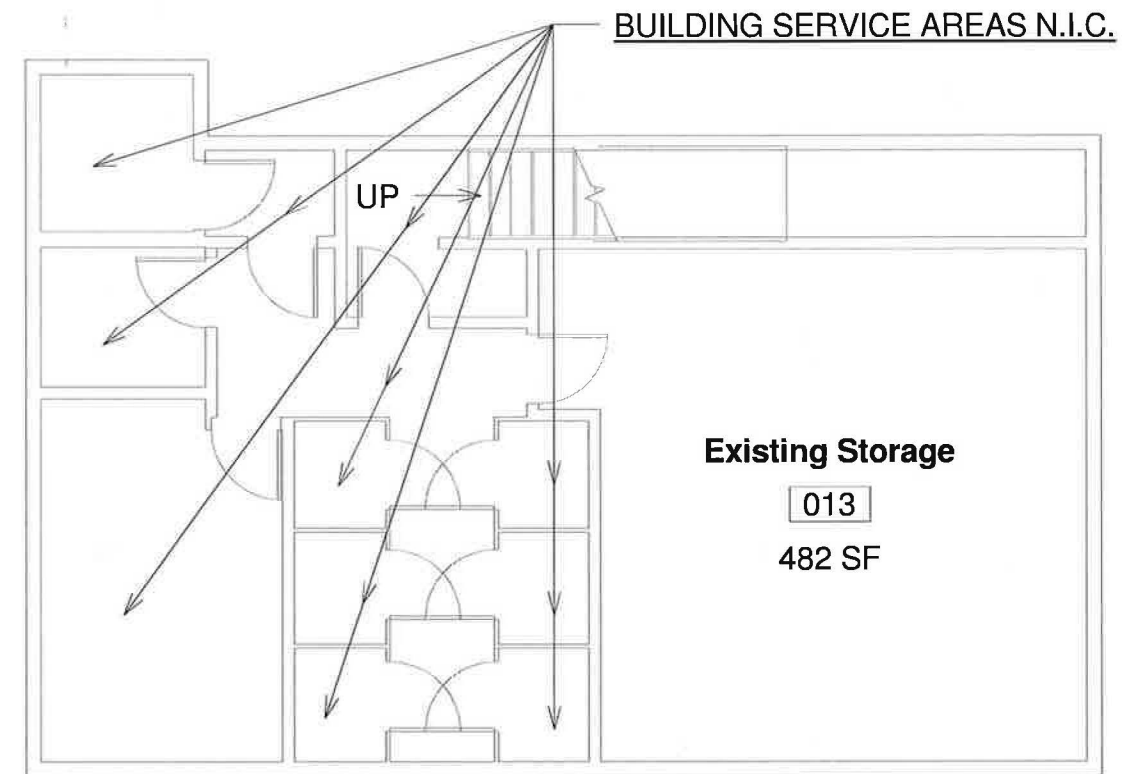 BUILDING SERVICE AREAS N.I.C.
UP
Existing Storage
013
482 SF